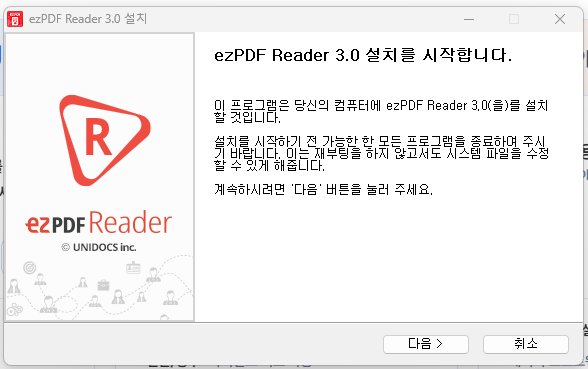 ezPDF Reader 3.0 설치
ezPDF Reader 3.0 설치를 시작합니다.
이 프로그램은 당신의 컴퓨터에 ezPDF Reader 3.0(을)를 설치
할 것입니다.
설치를 시작하기 전 가능한 한 모든 프로그램을 종료하여 주시
기 바랍니다. 이는 재부팅을 하지 않고서도 시스템 파일을 수정
할 수 있게 해줍니다.
계속하시려면 '다음' 버튼을 눌러 주세요.
R
ezPDF Reader
© UNIDOCS inc.
다음 >
취소